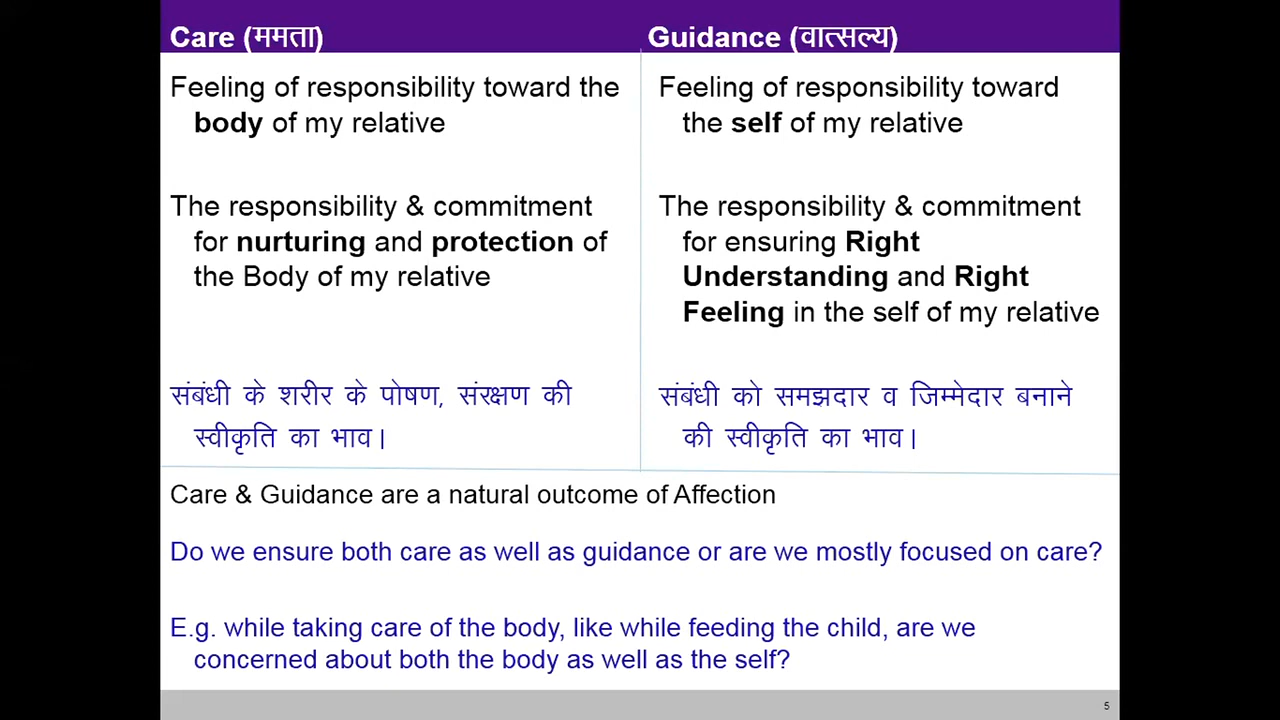 Care (ममता)
Guidance (वात्सल्य)
Feeling of responsibility toward the
body of my relative
The responsibility & commitment
for nurturing and protection of
the Body of my relative
संबंधी के शरीर के पोषण, संरक्षण की
स्वीकृति का भाव।
Feeling of responsibility toward
the self of my relative
The responsibility & commitment
for ensuring Right
Understanding and Right
Feeling in the self of my relative
संबंधी को समझदार व जिम्मेदार बनाने
की स्वीकृति का भाव।
Care & Guidance are a natural outcome of Affection
Do we ensure both care as well as guidance or are we mostly focused on care?
E.g. while taking care of the body, like while feeding the child, are we
concerned about both the body as well as the self?
5